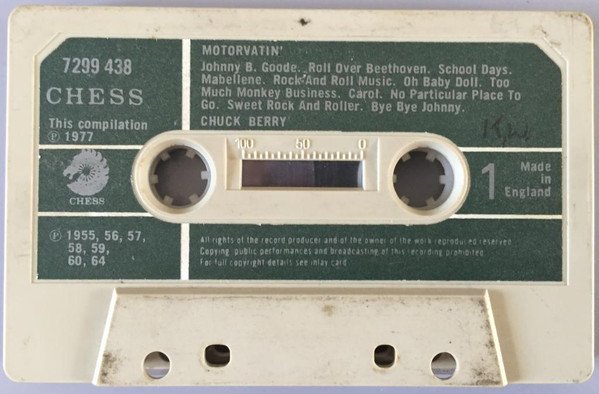 7299 438
CHESS
This compilation
Ⓟ 1977
CHESS
Ⓟ 1955, 56, 57,
58, 59,
60, 64
MOTORVATIN'
Johnny B. Goode. Roll Over Beethoven. School Days.
Mabellene. Rock And Roll Music. Oh Baby Doll. Too
Much Monkey Business. Carol. No Particular Place To
Go. Sweet Rock And Roller. Bye Bye Johnny.
CHUCK BERRY
100 50 0
1
Made
in
England
All rights of the record producer and of the owner of the work reproduced reserved
Copying public performances and broadcasting of this recording prohibited
For full copyright details see inlay card